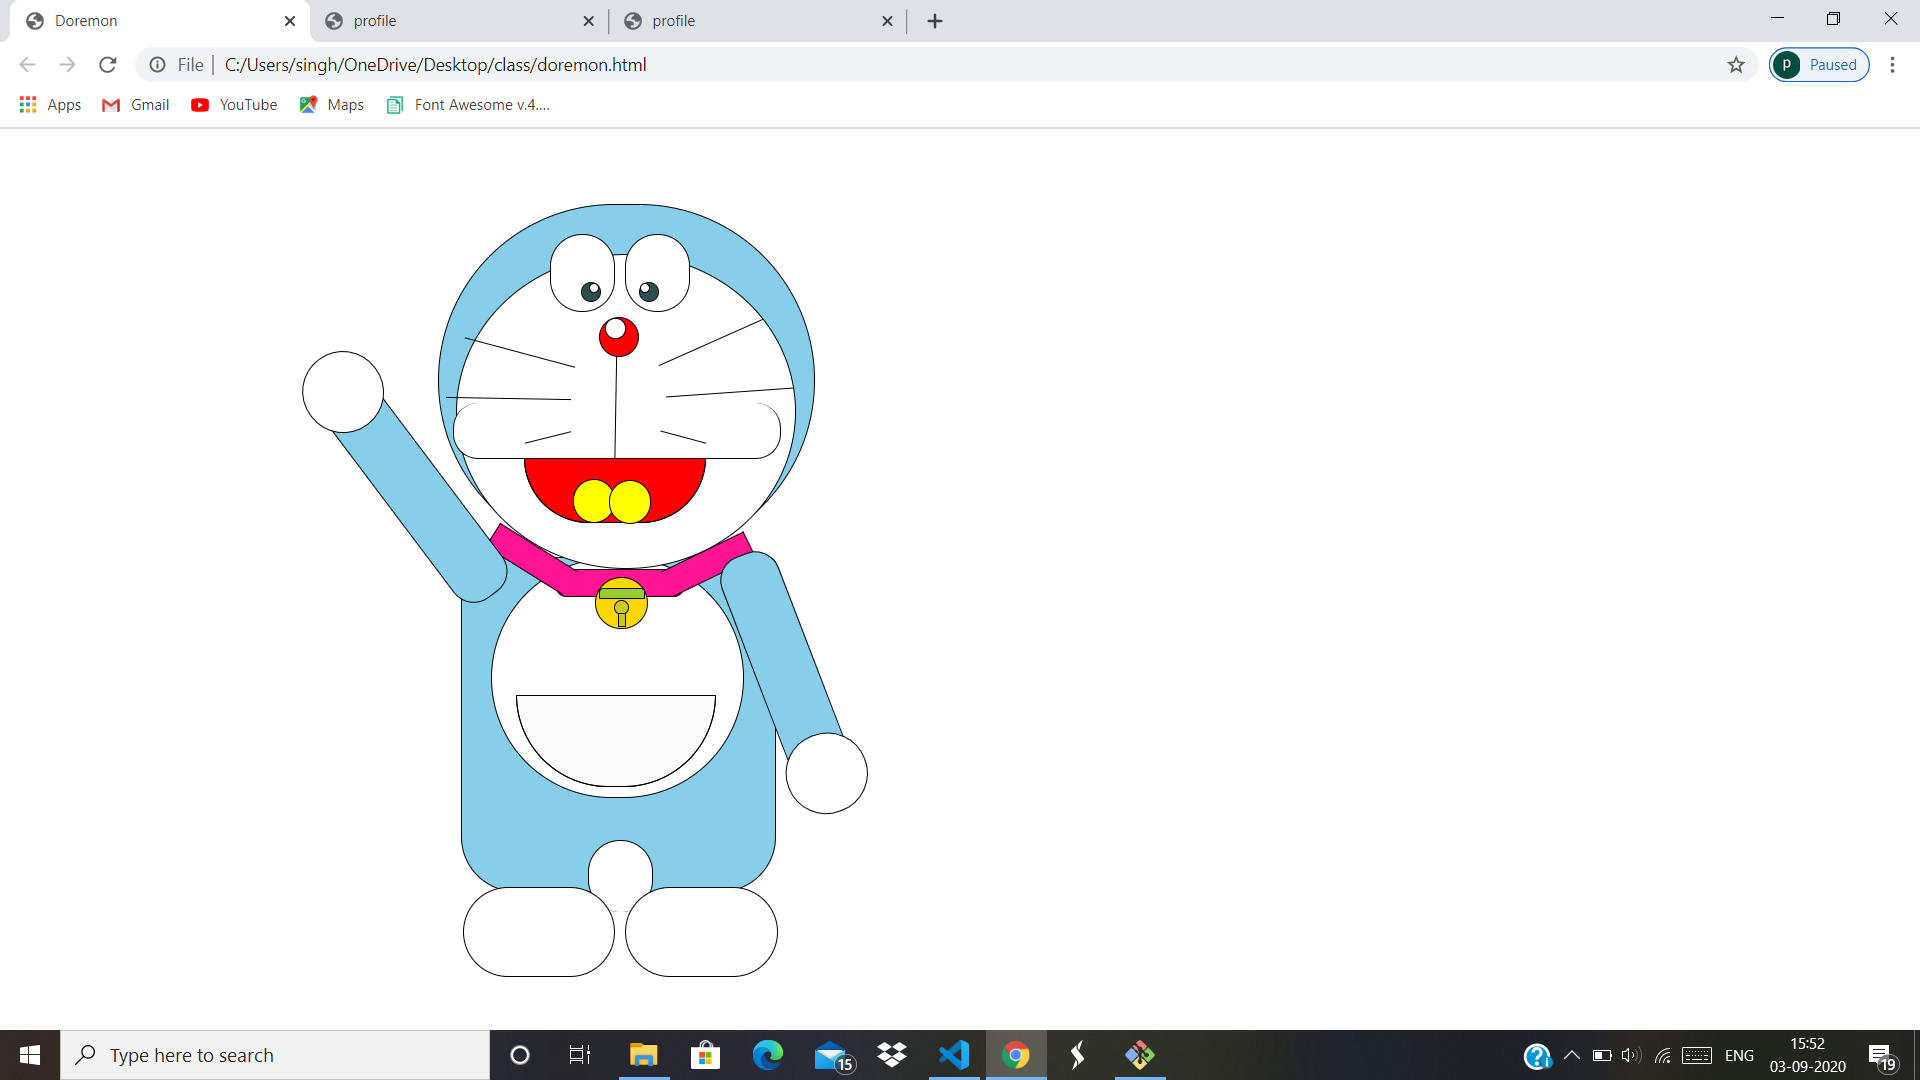 Doremon
profile
profile
File
C:/Users/singh/OneDrive/Desktop/class/doremon.html
P
Paused
Apps
Gmail
YouTube
Maps
Font Awesome v.4....
Type here to search
15
ENG
15:52
03-09-2020
19